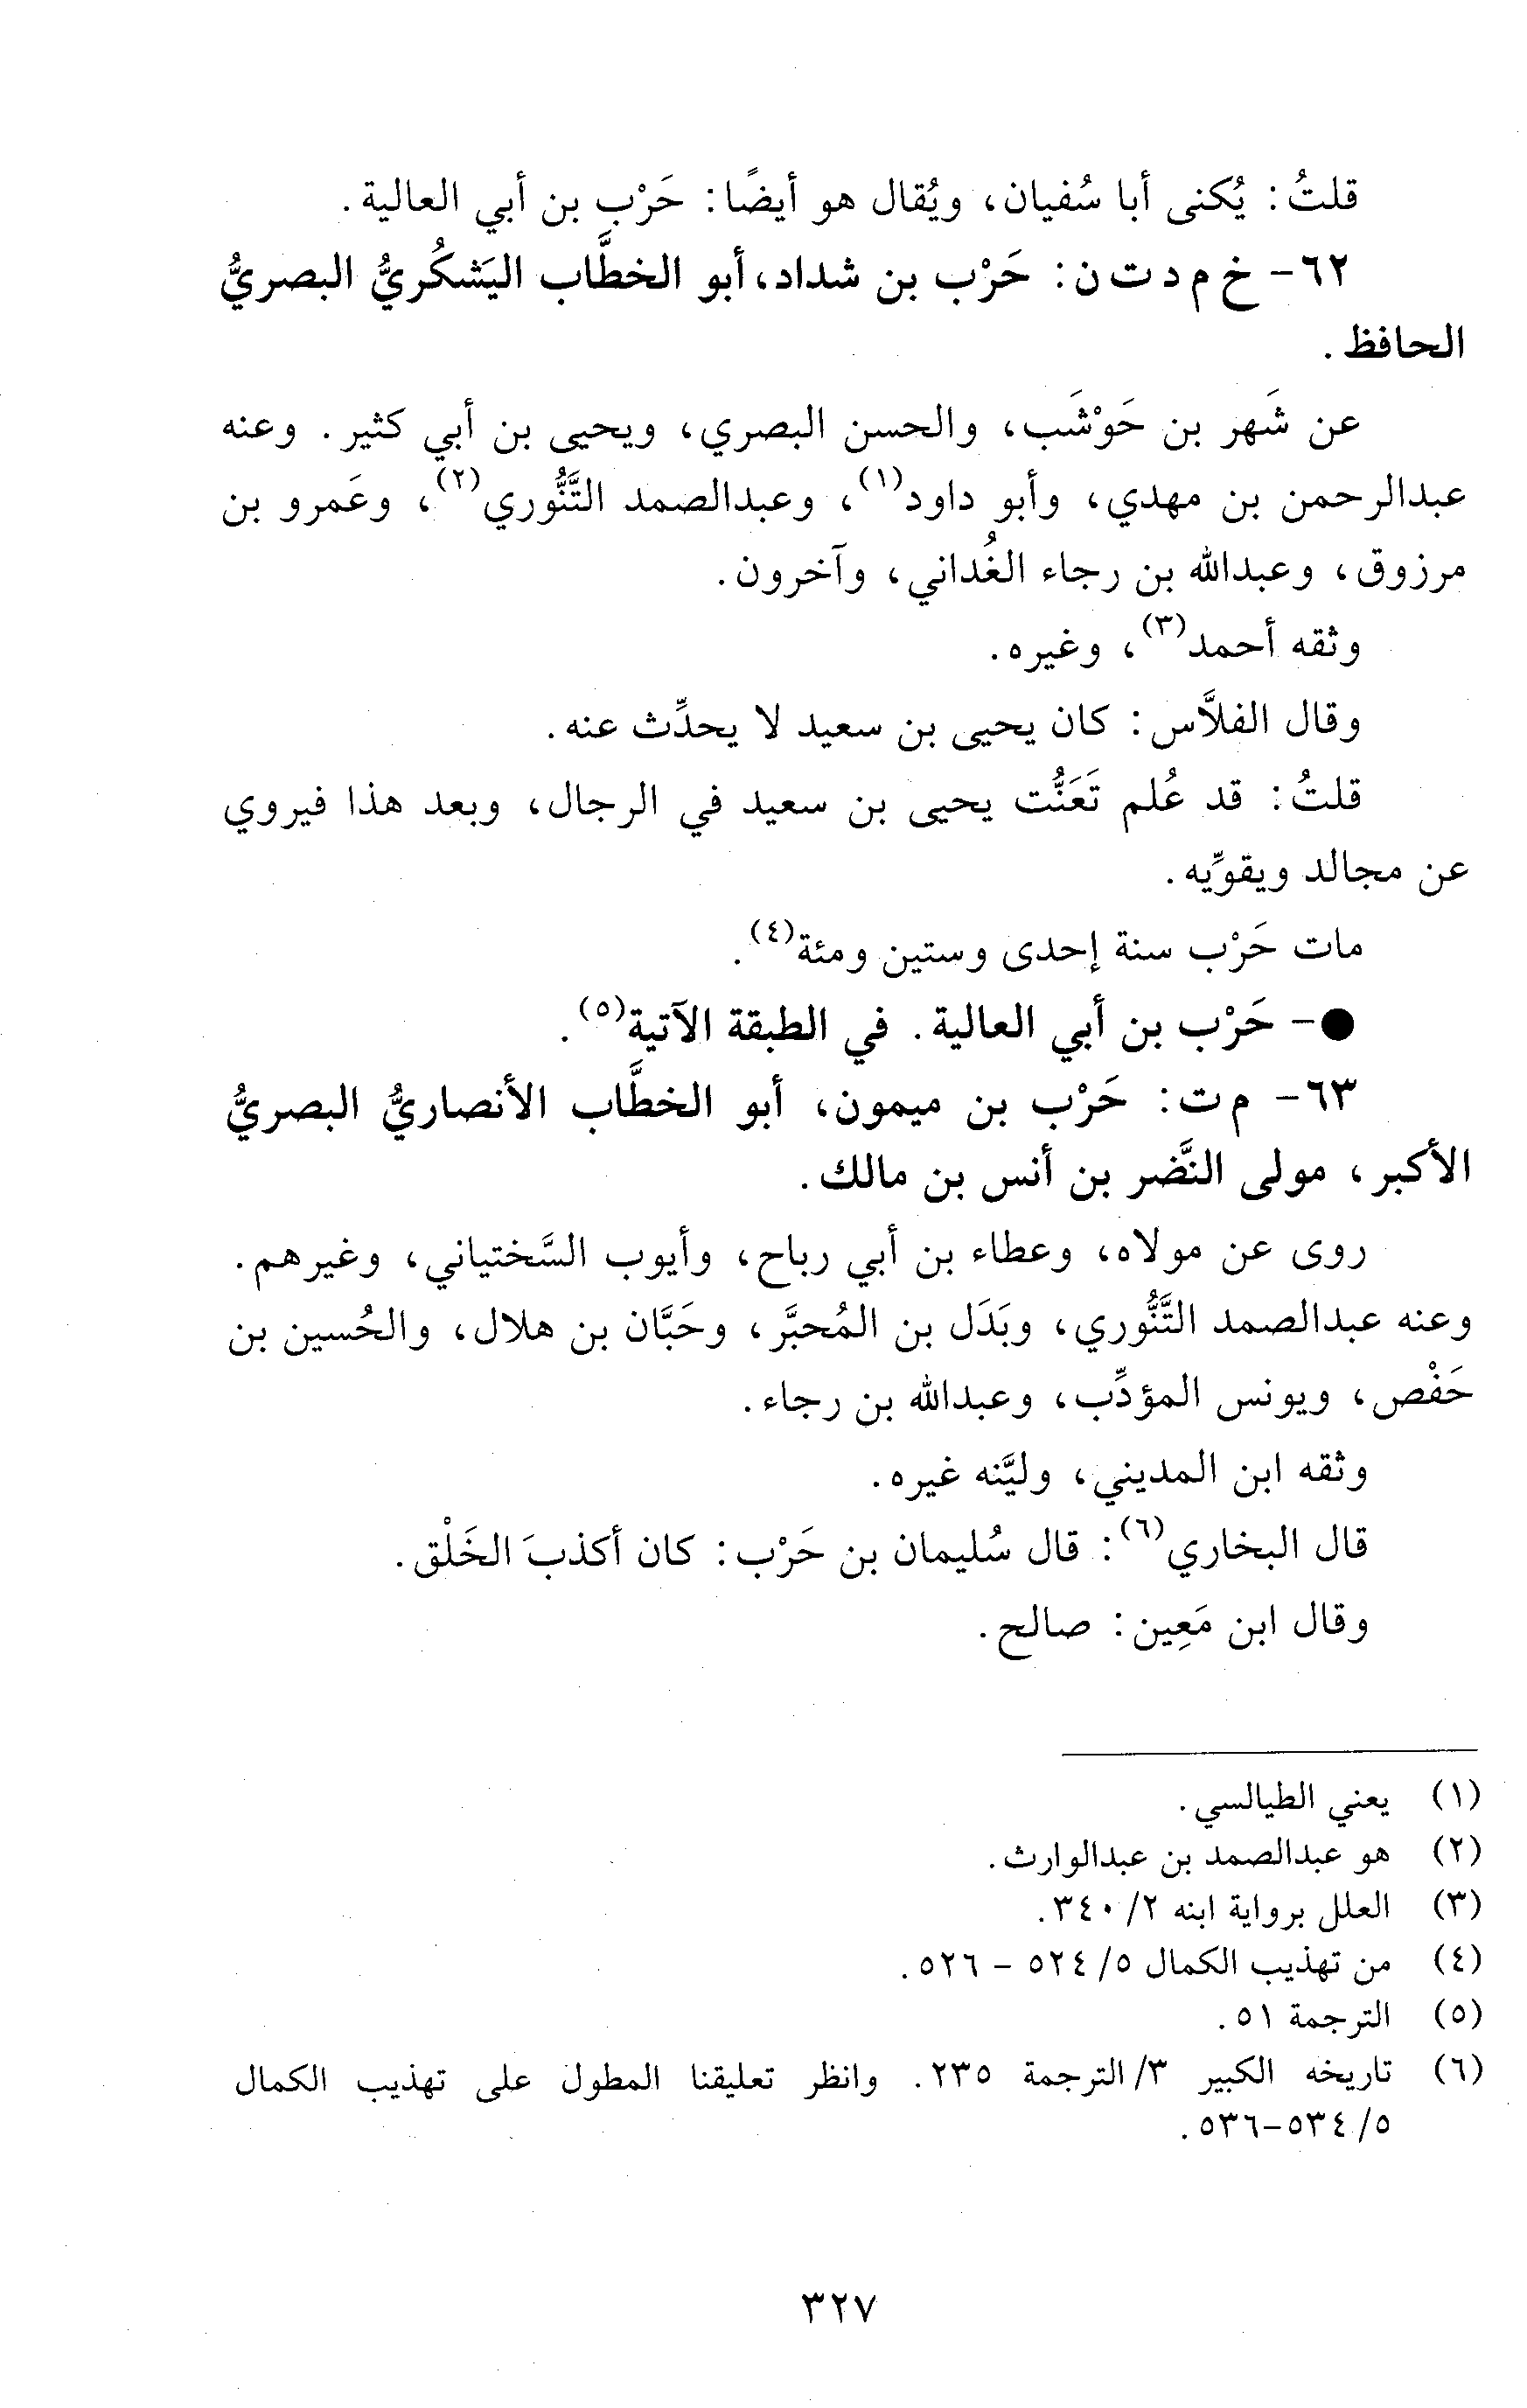 قلتُ: يُكنى أبا سُفيان، ويُقال هو أيضًا: حَرْب بن أبي العالية.
٦٢- خ م د ت ن: حَرْب بن شداد، أبو الخطَّاب اليَشكُريُّ البصريُّ
الحافظ.
عن شَهر بن حَوْشَب، والحسن البصري، ويحيى بن أبي كثير. وعنه
عبدالرحمن بن مهدي، وأبو داود(١)، وعبدالصمد التَّنُّوري(٢)، وعَمرو بن
مرزوق، وعبدالله بن رجاء الغُداني، وآخرون.
وثقه أحمد(٣)، وغيره.
وقال الفلاَّس: كان يحيى بن سعيد لا يحدِّث عنه.
قلتُ: قد عُلم تَعَنُّت يحيى بن سعيد في الرجال، وبعد هذا فيروي
عن مجالد ويقوِّيه.
مات حَرْب سنة إحدى وستين ومئة(٤).
●- حَرْب بن أبي العالية. في الطبقة الآتية(٥).
٦٣- م ت: حَرْب بن ميمون، أبو الخطَّاب الأنصاريُّ البصريُّ
الأكبر، مولى النَّضر بن أنس بن مالك.
روى عن مولاه، وعطاء بن أبي رباح، وأيوب السَّختياني، وغيرهم.
وعنه عبدالصمد التَّنُّوري، وبَدَل بن المُحبَّر، وحَبَّان بن هلال، والحُسين بن
حَفْص، ويونس المؤدِّب، وعبدالله بن رجاء.
وثقه ابن المديني، وليَّنه غيره.
قال البخاري(٦): قال سُليمان بن حَرْب: كان أكذبَ الخَلْق.
وقال ابن مَعِين: صالح.
(١) يعني الطيالسي.
(٢) هو عبدالصمد بن عبدالوارث.
(٣) العلل برواية ابنه ٢/ ٣٤٠.
(٤) من تهذيب الكمال ٥/ ٥٢٤ - ٥٢٦.
(٥) الترجمة ٥١.
(٦) تاريخه الكبير ٣/ الترجمة ٢٣٥. وانظر تعليقنا المطول على تهذيب الكمال
٥/ ٥٣٤-٥٣٦.
٣٢٧